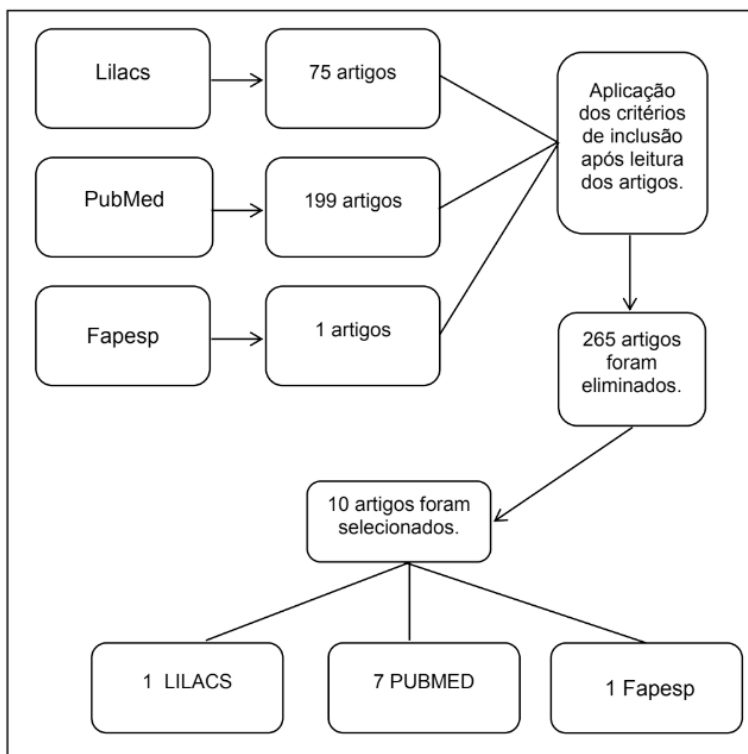 Lilacs
75 artigos
PubMed
199 artigos
Fapesp
1 artigos
Aplicação
dos critérios
de inclusão
após leitura
dos artigos.
265 artigos
foram
eliminados.
10 artigos foram
selecionados.
1 LILACS
7 PUBMED
1 Fapesp